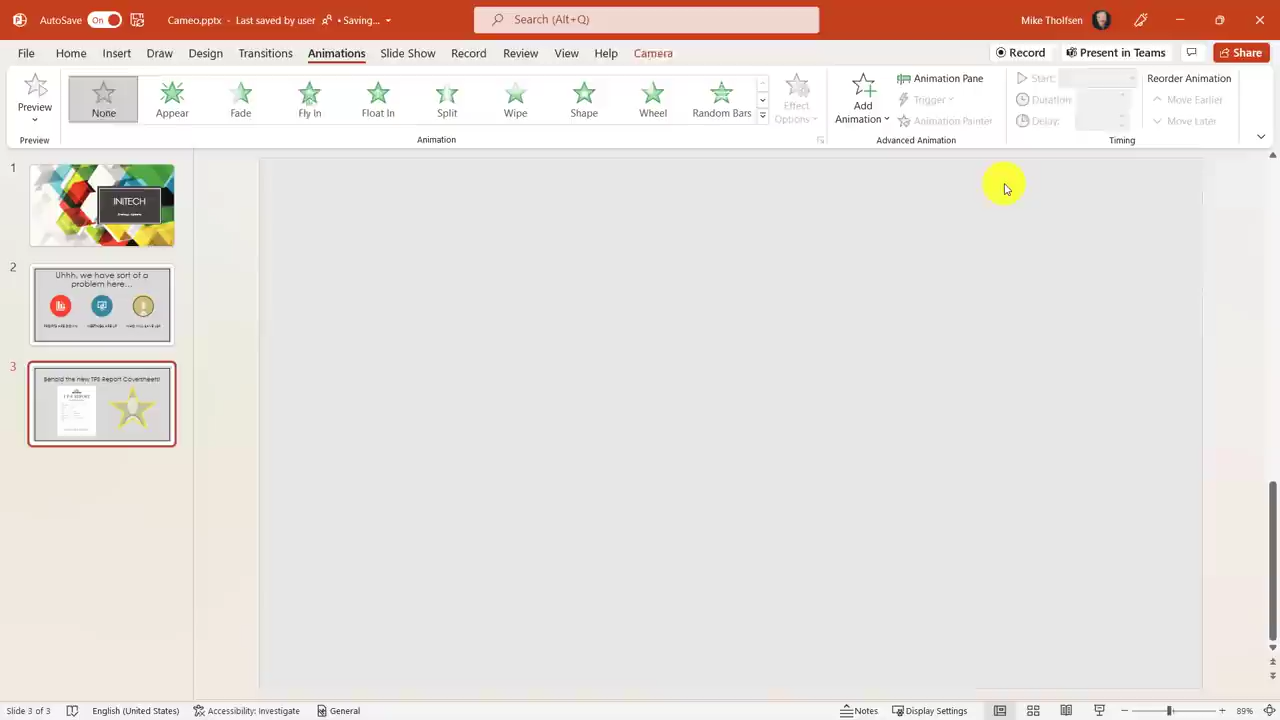 AutoSave On Cameo.pptx - Last saved by user • Saving... Search (Alt+Q) Mike Tholfsen
File Home Insert Draw Design Transitions Animations Slide Show Record Review View Help Camera Record Present in Teams Share
Preview None Appear Fade Fly In Float In Split Wipe Shape Wheel Random Bars Effect Options Add Animation Animation Pane Trigger Animation Painter Start: Duration: Delay: Reorder Animation Move Earlier Move Later
Preview Animation Advanced Animation Timing
1
INITECH
2
Uhhh, we have sort of a
problem here...
3
Behold the new TPS Report Coversheets!
Slide 3 of 3 English (United States) Accessibility: Investigate General Notes Display Settings 89%